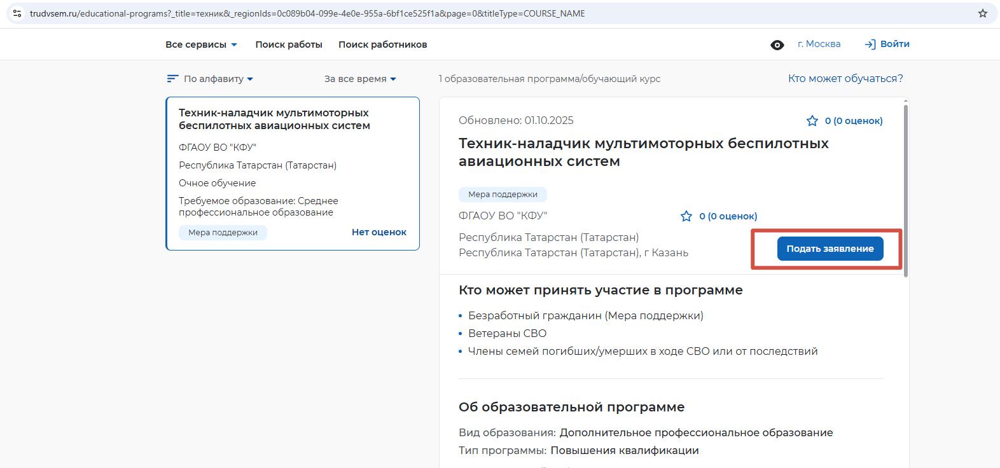 trudvsem.ru/educational-programs?_title=техник&_regionIds=0c089b04-099e-4e0e-955a-6bf1ce525f1a&page=0&titleType=COURSE_NAME
Все сервисы Поиск работы Поиск работников г. Москва Войти
По алфавиту За все время 1 образовательная программа/обучающий курс Кто может обучаться?
Техник-наладчик мультимоторных
беспилотных авиационных систем
ФГАОУ ВО "КФУ"
Республика Татарстан (Татарстан)
Очное обучение
Требуемое образование: Среднее
профессиональное образование
Мера поддержки Нет оценок
Обновлено: 01.10.2025 0 (0 оценок)
Техник-наладчик мультимоторных беспилотных
авиационных систем
Мера поддержки
ФГАОУ ВО "КФУ" 0 (0 оценок)
Республика Татарстан (Татарстан)
Республика Татарстан (Татарстан), г Казань
Подать заявление
Кто может принять участие в программе
• Безработный гражданин (Мера поддержки)
• Ветераны СВО
• Члены семей погибших/умерших в ходе СВО или от последствий
Об образовательной программе
Вид образования: Дополнительное профессиональное образование
Тип программы: Повышения квалификации